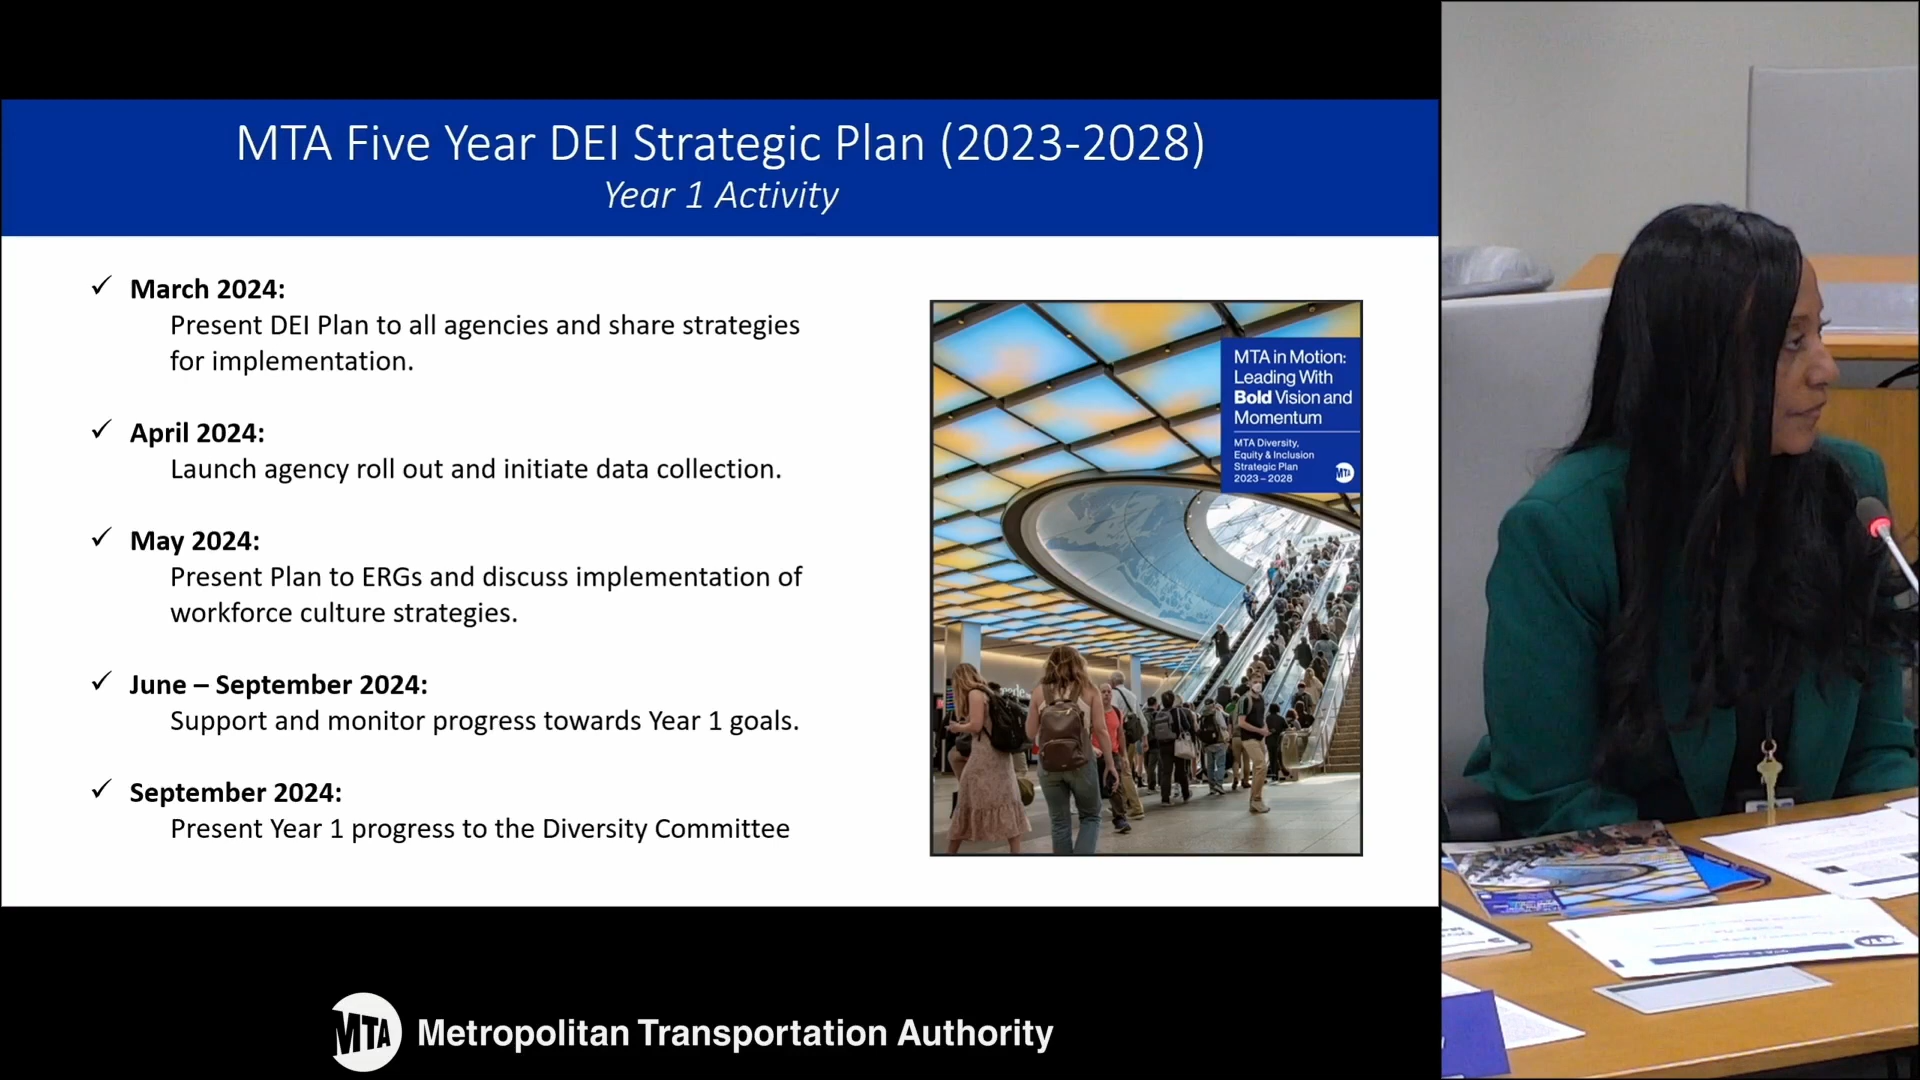 MTA Five Year DEI Strategic Plan (2023-2028)
Year 1 Activity
March 2024:
Present DEI Plan to all agencies and share strategies
for implementation.
April 2024:
Launch agency roll out and initiate data collection.
May 2024:
Present Plan to ERGs and discuss implementation of
workforce culture strategies.
June – September 2024:
Support and monitor progress towards Year 1 goals.
September 2024:
Present Year 1 progress to the Diversity Committee
MTA in Motion:
Leading With
Bold Vision and
Momentum
MTA Diversity,
Equity & Inclusion
Strategic Plan
2023 – 2028
MTA
MTA Metropolitan Transportation Authority